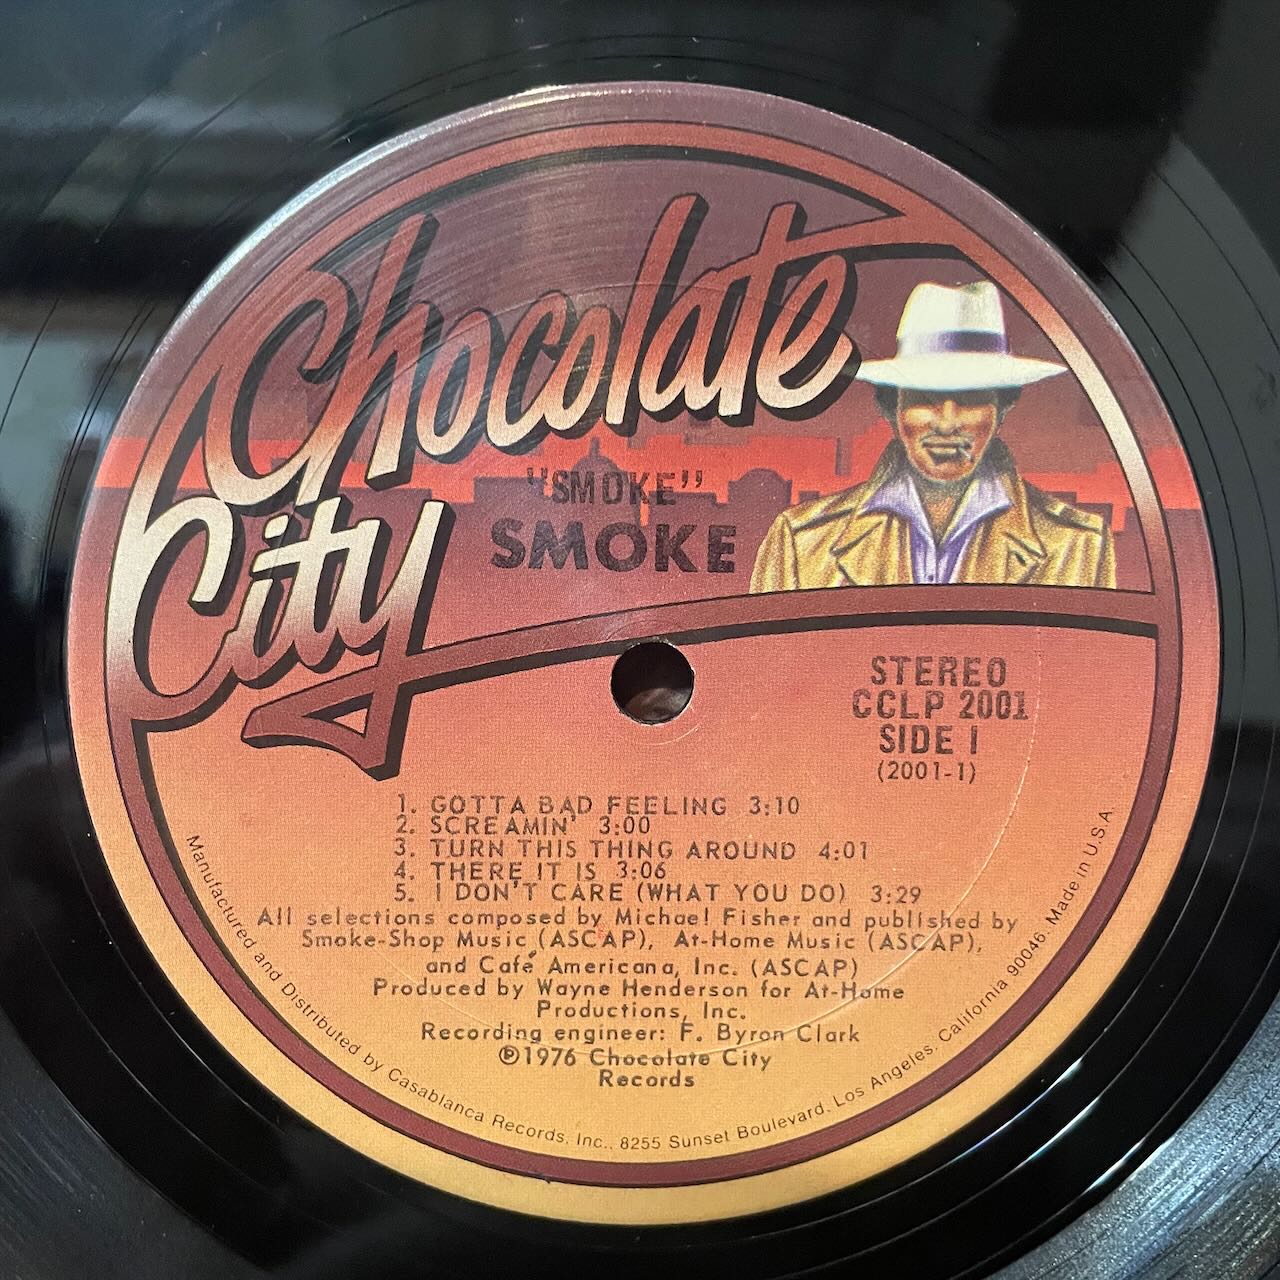 Chocolate
City
"SMOKE"
SMOKE
STEREO
CCLP 2001
SIDE 1
(2001-1)
1. GOTTA BAD FEELING 3:10
2. SCREAMIN' 3:00
3. TURN THIS THING AROUND 4:01
4. THERE IT IS 3:06
5. I DON'T CARE (WHAT YOU DO) 3:29
All selections composed by Michael Fisher and published by
Smoke-Shop Music (ASCAP), At-Home Music (ASCAP),
and Café Americana, Inc. (ASCAP)
Produced by Wayne Henderson for At-Home
Productions, Inc.
Recording engineer: F. Byron Clark
℗1976 Chocolate City
Records
Manufactured and Distributed by Casablanca Records, Inc., 8255 Sunset Boulevard, Los Angeles, California 90046. Made in U.S.A.